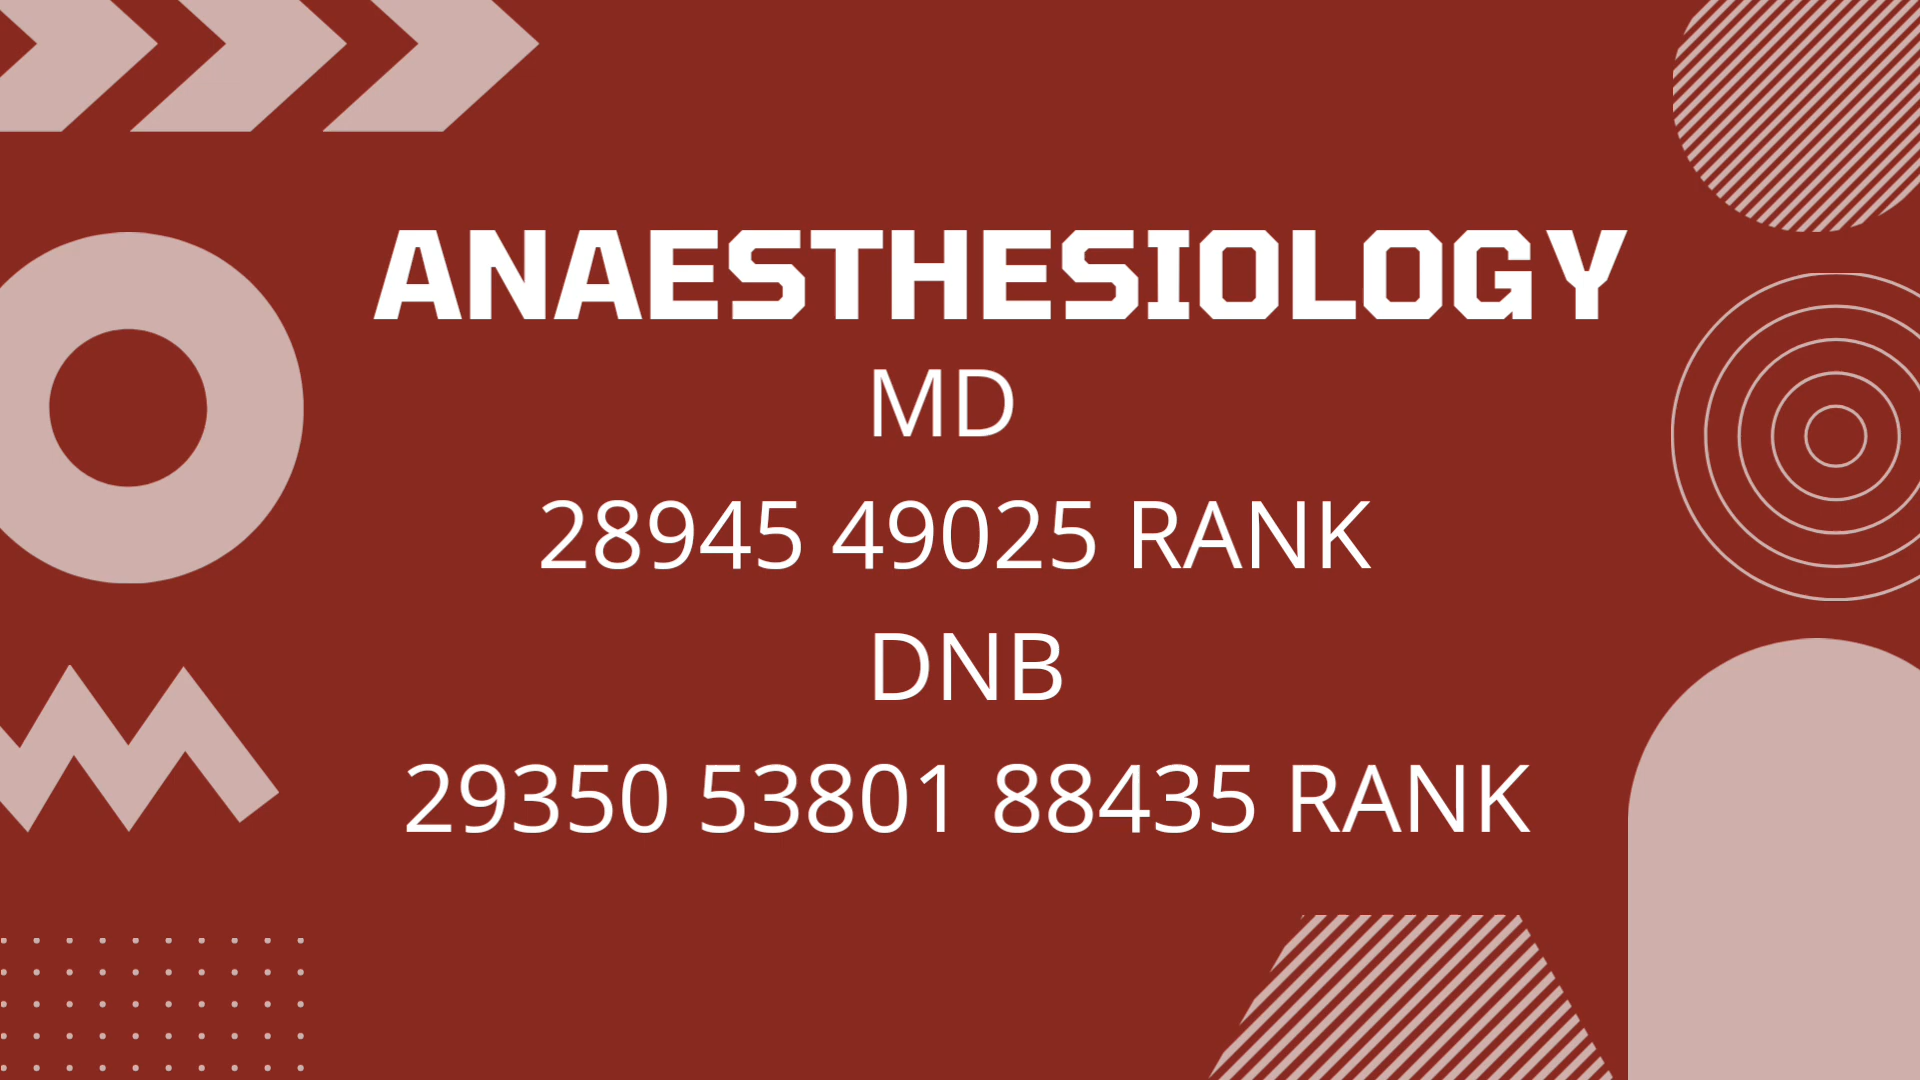 ANAESTHESIOLOGY
MD
28945 49025 RANK
DNB
29350 53801 88435 RANK